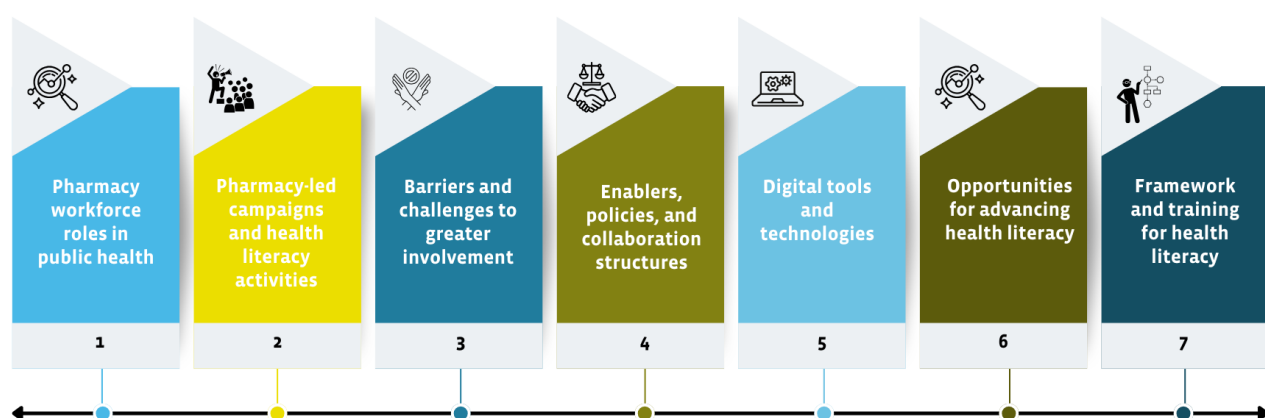 Pharmacy
workforce
roles in
public health
1
Pharmacy-led
campaigns
and health
literacy
activities
2
Barriers and
challenges to
greater
involvement
3
Enablers,
policies, and
collaboration
structures
4
Digital tools
and
technologies
5
Opportunities
for advancing
health literacy
6
Framework
and training
for health
literacy
7